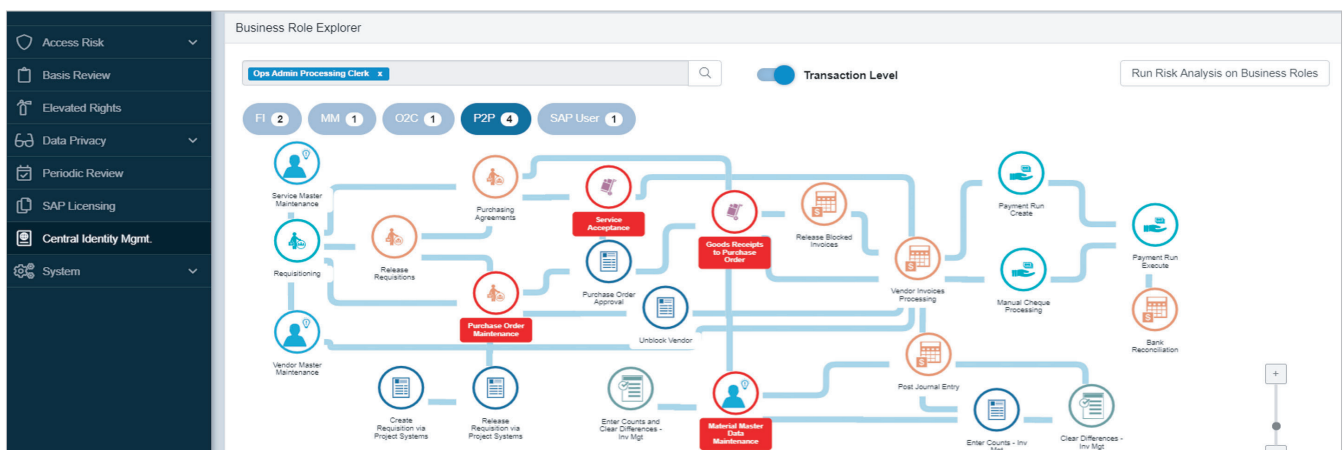 Business Role Explorer
Access Risk
Basis Review
Elevated Rights
Data Privacy
Periodic Review
SAP Licensing
Central Identity Mgmt.
System
Ops Admin Processing Clerk x
Transaction Level
Run Risk Analysis on Business Roles
FI 2
MM 1
O2C 1
P2P 4
SAP User 1
Service Master
Maintenance
Purchasing
Agreements
Service
Acceptance
Goods Receipts
to Purchase
Order
Release Blocked
Invoices
Payment Run
Create
Payment Run
Execute
Requisitioning
Release
Requisitions
Purchase Order
Approval
Vendor Invoices
Processing
Manual Cheque
Processing
Purchase Order
Maintenance
Unblock Vendor
Bank
Reconciliation
Vendor Master
Maintenance
Post Journal Entry
Create
Requisition via
Project Systems
Release
Requisition via
Project Systems
Enter Counts and
Clear Differences -
Inv Mgt
Material Master
Data
Maintenance
Enter Counts - Inv
Mgt
Clear Differences -
Inv Mgt
+